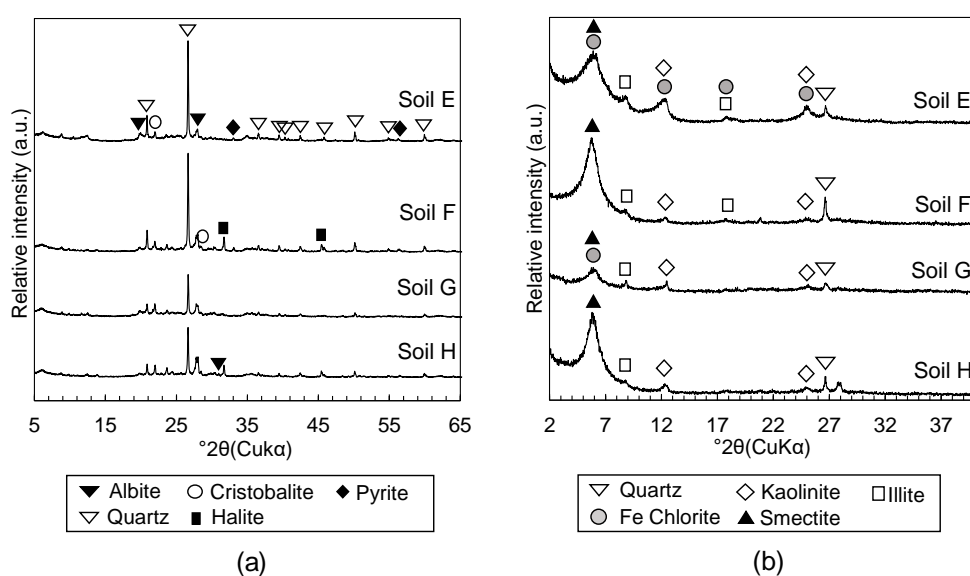 Relative intensity (a.u.)
Soil E
Soil F
Soil G
Soil H
5 15 25 35 45 55 65
°2θ(Cukα)
Albite Cristobalite Pyrite
Quartz Halite
(a)
Relative intensity (a.u.)
Soil E
Soil F
Soil G
Soil H
2 7 12 17 22 27 32 37
°2θ(CuKα)
Quartz Kaolinite Illite
Fe Chlorite Smectite
(b)